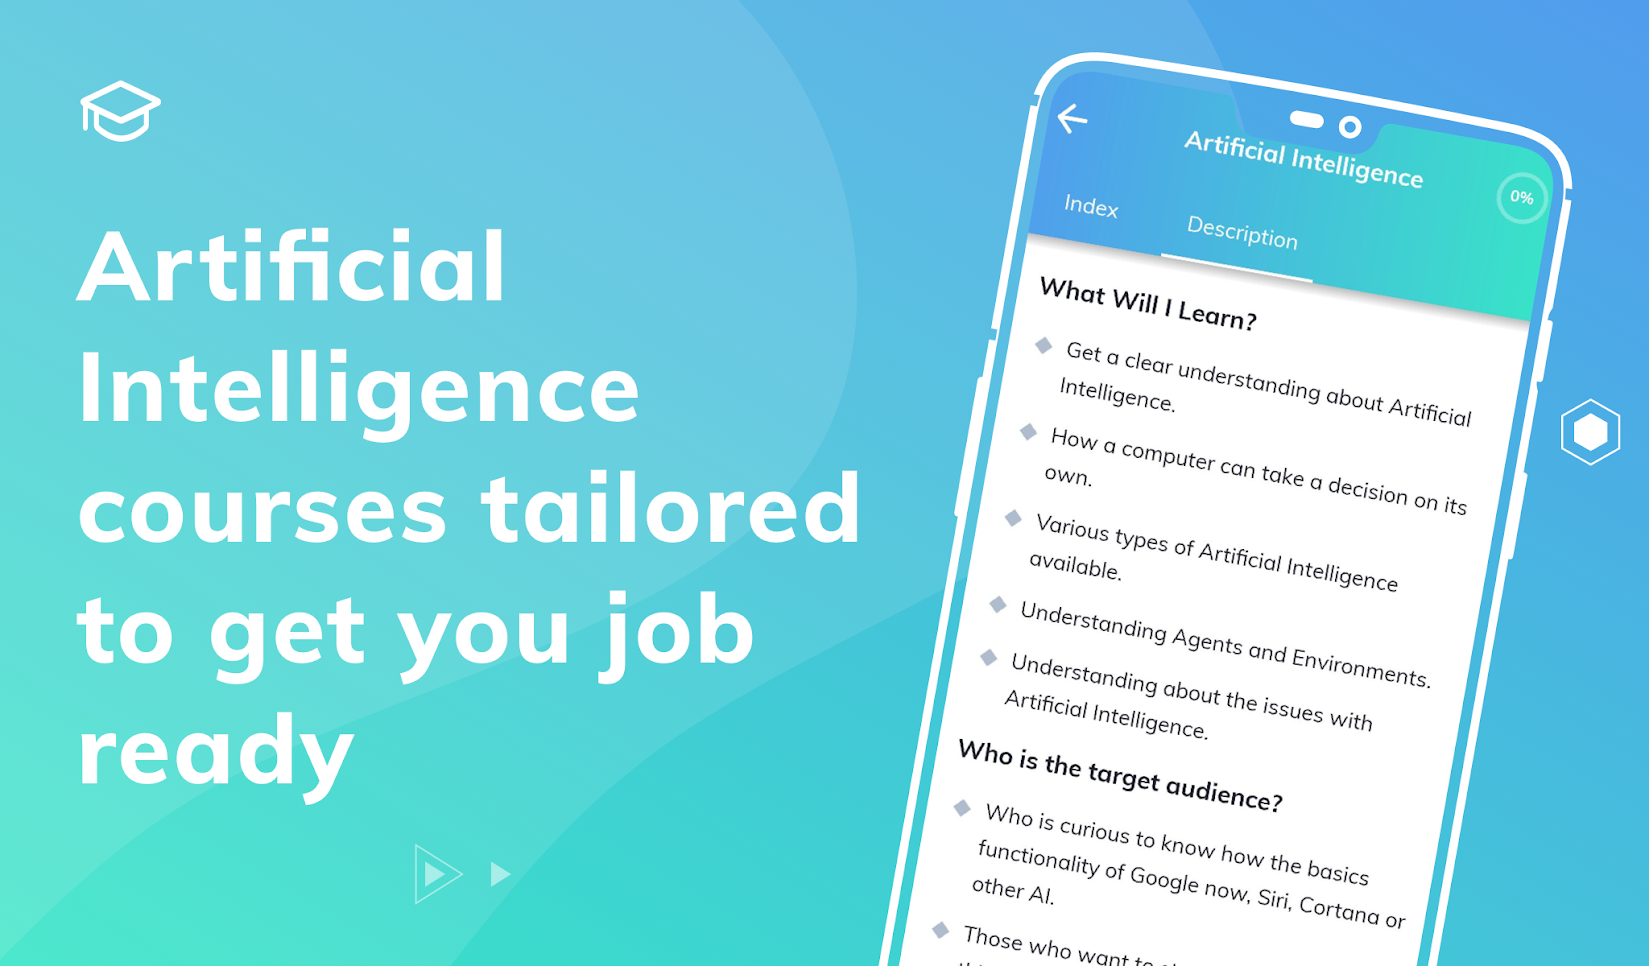 Artificial
Intelligence
courses tailored
to get you job
ready
Artificial Intelligence
0%
Index
Description
What Will I Learn?
Get a clear understanding about Artificial
Intelligence.
How a computer can take a decision on its
own.
Various types of Artificial Intelligence
available.
Understanding Agents and Environments.
Understanding about the issues with
Artificial Intelligence.
Who is the target audience?
Who is curious to know how the basics
functionality of Google now, Siri, Cortana or
other AI.
Those who want to